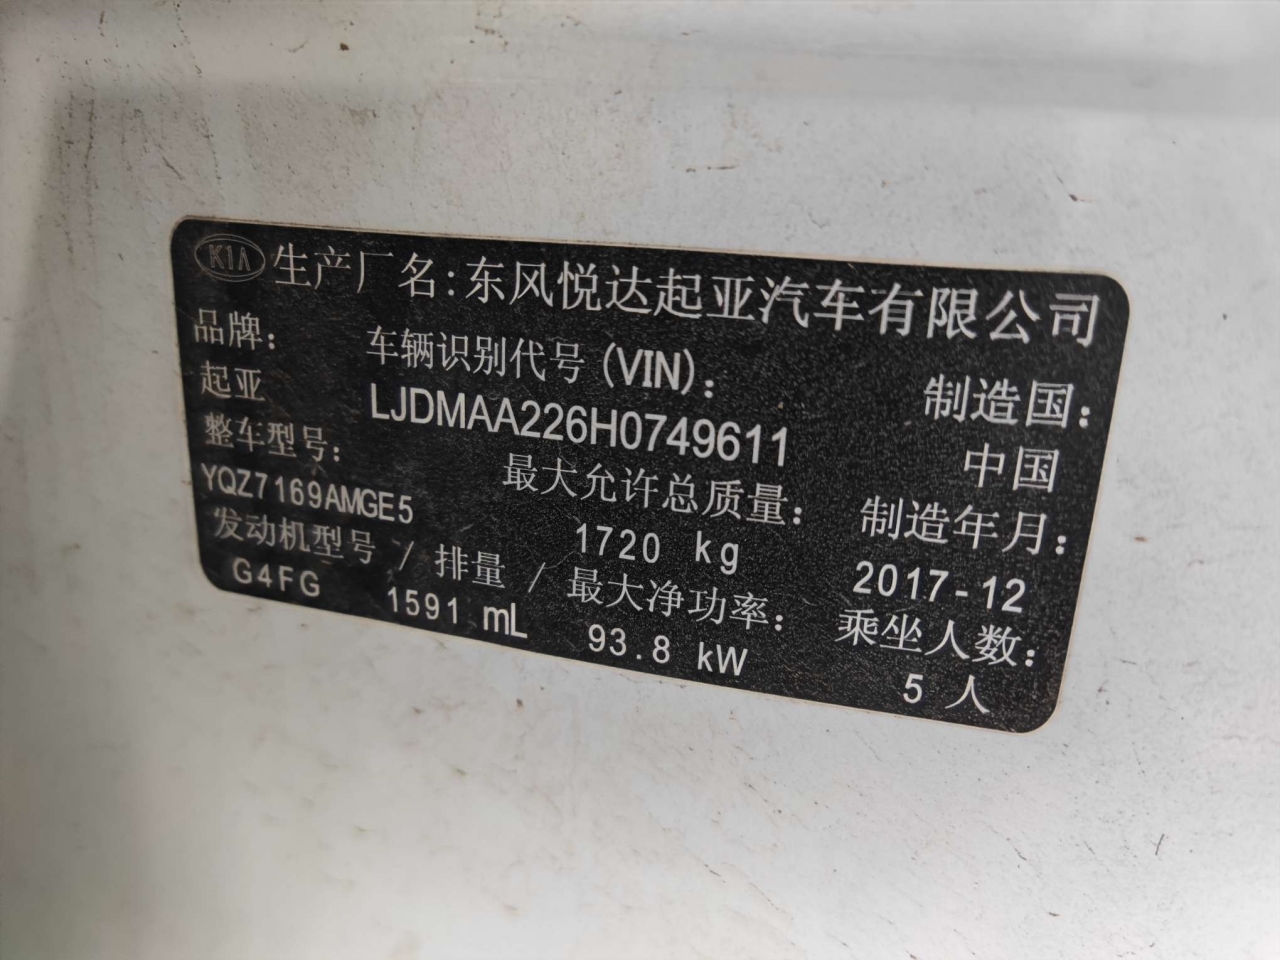 KIA 生产厂名:东风悦达起亚汽车有限公司
品牌: 车辆识别代号(VIN): 制造国:
起亚 LJDMAA226H0749611 中国
整车型号: 最大允许总质量: 制造年月:
YQZ7169AMGE5 1720 kg 2017-12
发动机型号 / 排量 / 最大净功率: 乘坐人数:
G4FG 1591 mL 93.8 kW 5 人